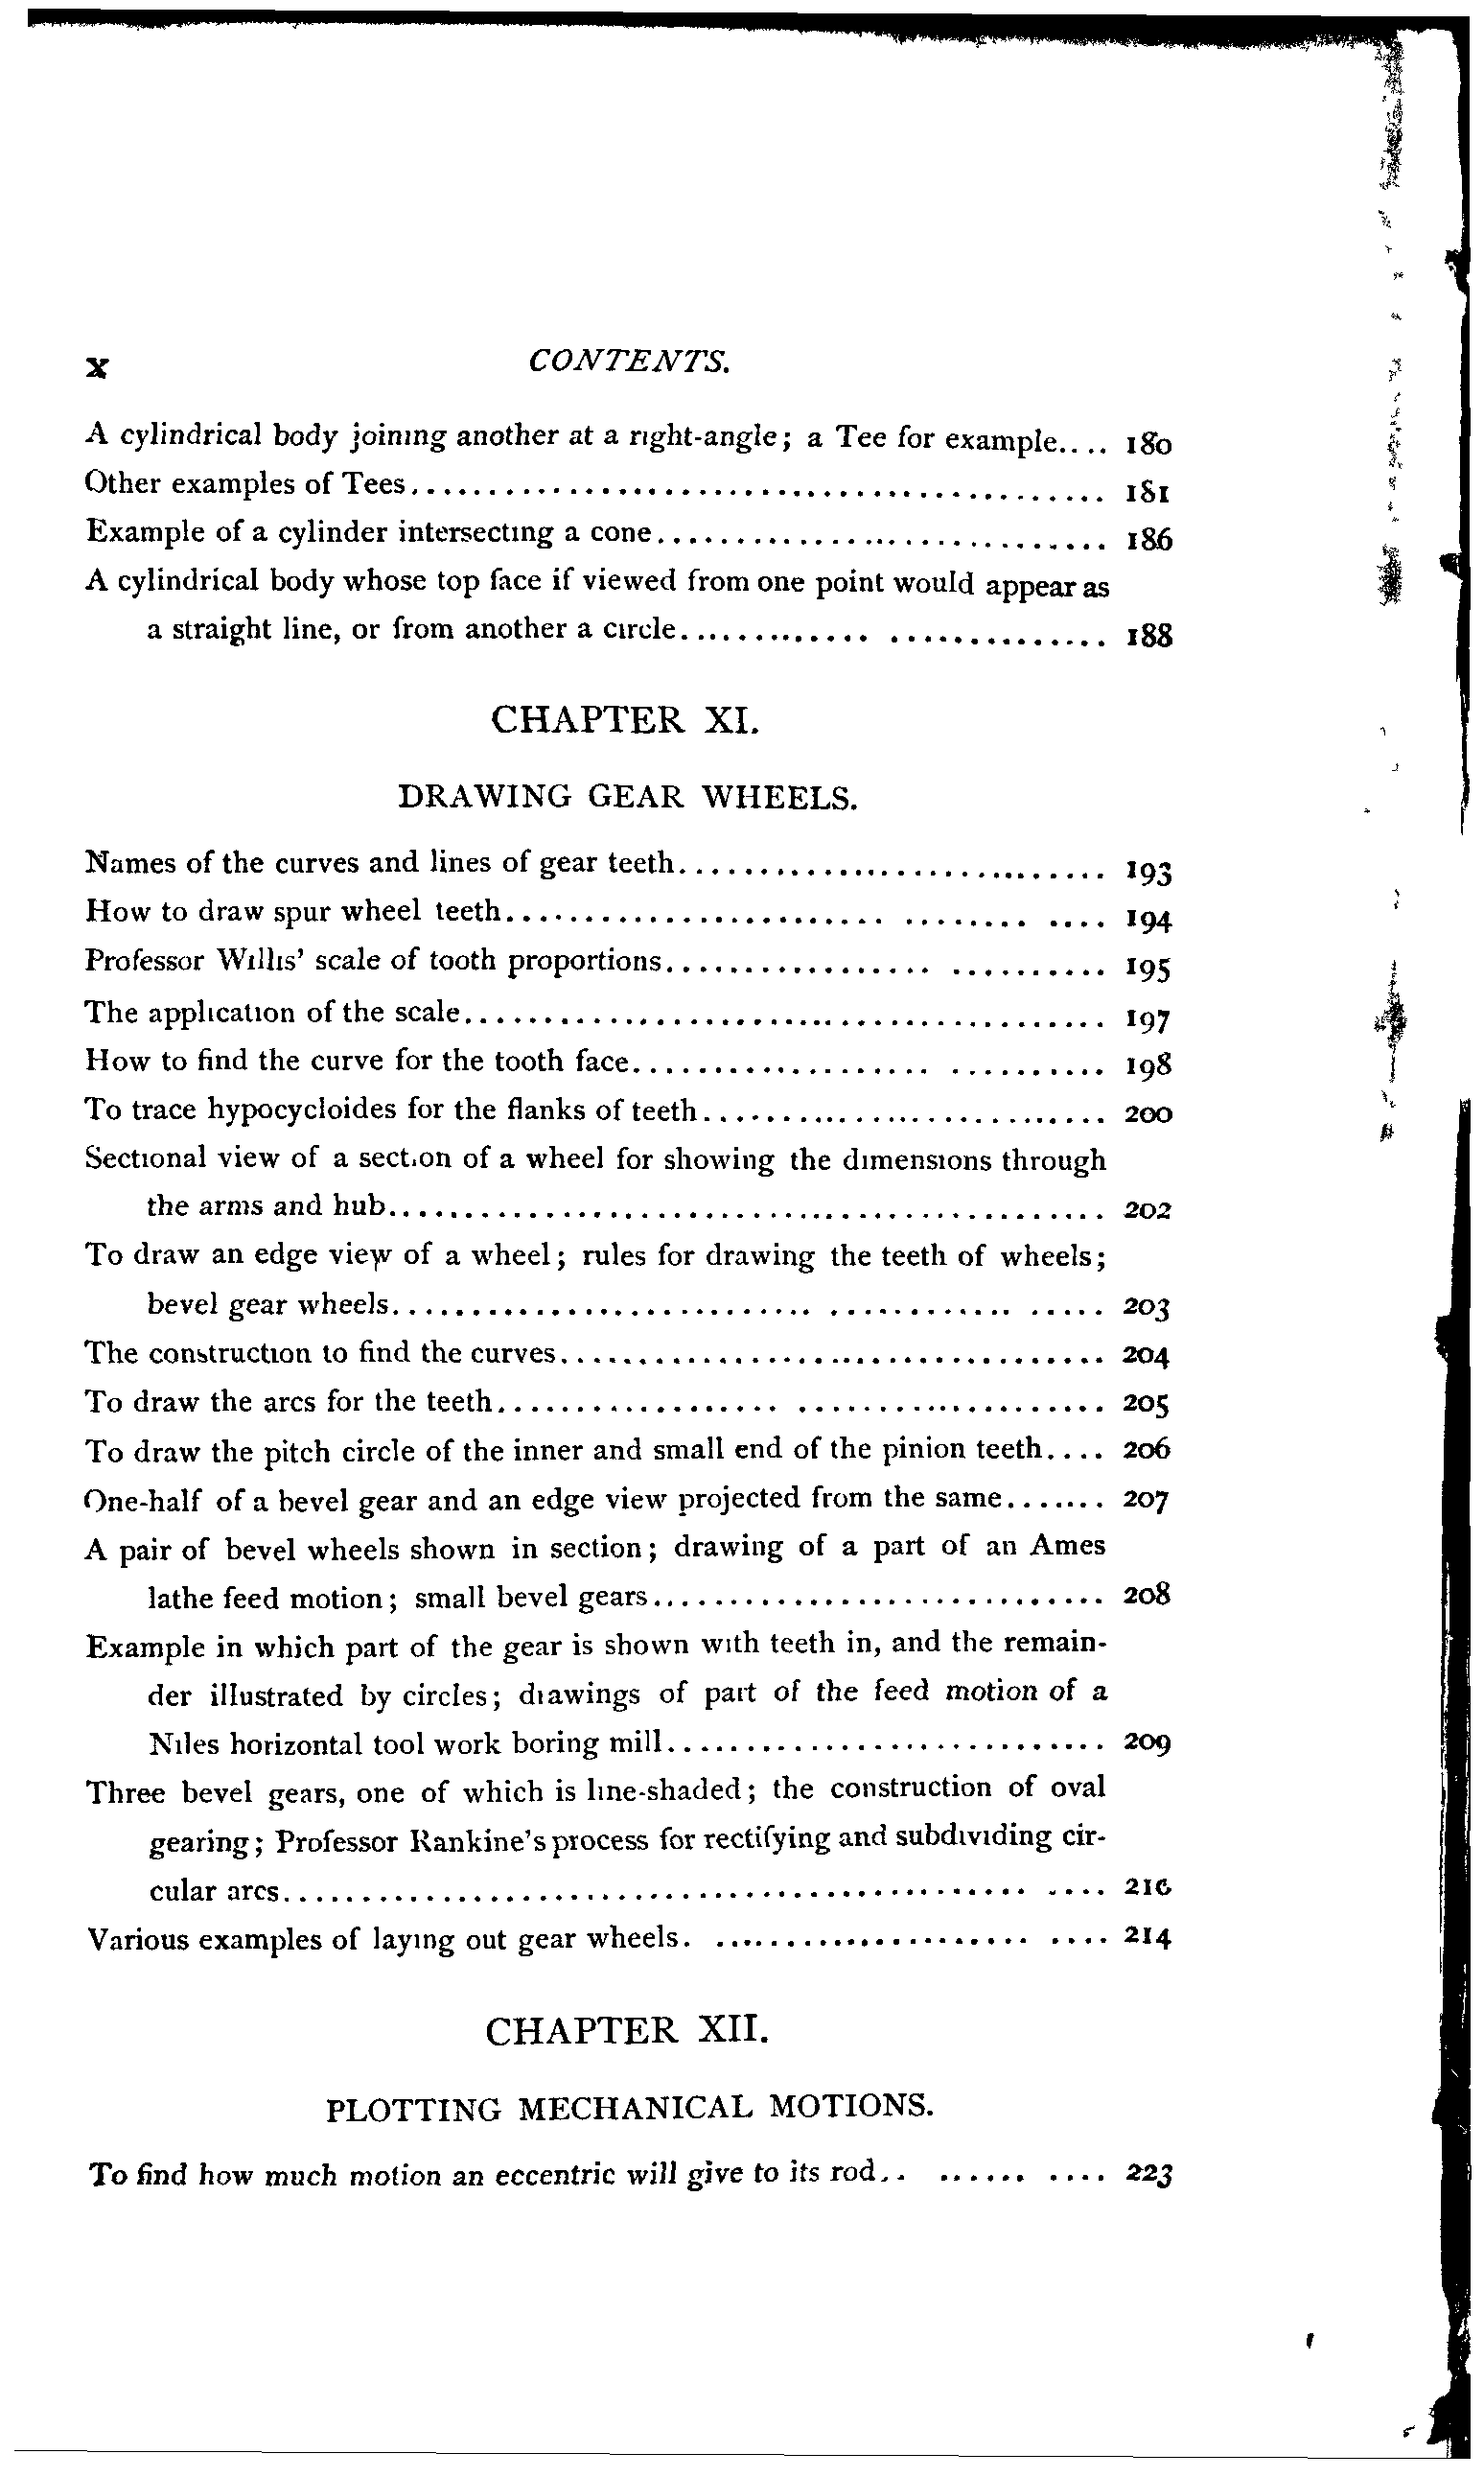 x CONTENTS.
A cylindrical body joining another at a right-angle; a Tee for example.... 180
Other examples of Tees............................................ 181
Example of a cylinder intersecting a cone............................. 186
A cylindrical body whose top face if viewed from one point would appear as
a straight line, or from another a circle............. .............. 188
CHAPTER XI.
DRAWING GEAR WHEELS.
Names of the curves and lines of gear teeth........................... 193
How to draw spur wheel teeth........................ ........ .... 194
Professor Willis' scale of tooth proportions................. .......... 195
The application of the scale......................................... 197
How to find the curve for the tooth face................... .......... 198
To trace hypocycloides for the flanks of teeth.......................... 200
Sectional view of a section of a wheel for showing the dimensions through
the arms and hub.............................................. 202
To draw an edge view of a wheel; rules for drawing the teeth of wheels;
bevel gear wheels........................... ............ ..... 203
The construction to find the curves................................... 204
To draw the arcs for the teeth.................. .................... 205
To draw the pitch circle of the inner and small end of the pinion teeth.... 206
One-half of a bevel gear and an edge view projected from the same....... 207
A pair of bevel wheels shown in section; drawing of a part of an Ames
lathe feed motion; small bevel gears............................. 208
Example in which part of the gear is shown with teeth in, and the remain-
der illustrated by circles; drawings of part of the feed motion of a
Niles horizontal tool work boring mill............................ 209
Three bevel gears, one of which is line-shaded; the construction of oval
gearing; Professor Rankine's process for rectifying and subdividing cir-
cular arcs................................................ .... 210
Various examples of laying out gear wheels. .................... .... 214
CHAPTER XII.
PLOTTING MECHANICAL MOTIONS.
To find how much motion an eccentric will give to its rod.. ...... .... 223